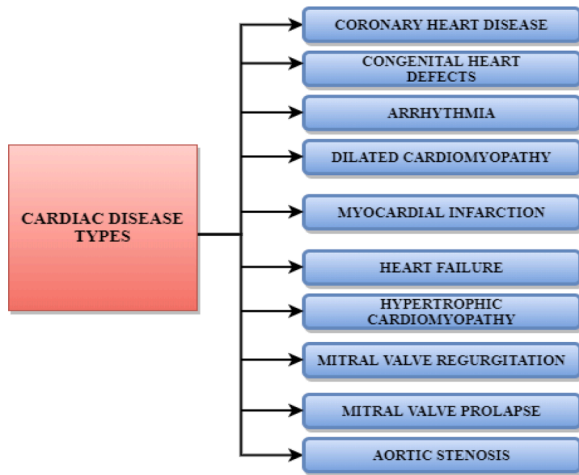 CARDIAC DISEASE
TYPES
CORONARY HEART DISEASE
CONGENITAL HEART
DEFECTS
ARRHYTHMIA
DILATED CARDIOMYOPATHY
MYOCARDIAL INFARCTION
HEART FAILURE
HYPERTROPHIC
CARDIOMYOPATHY
MITRAL VALVE REGURGITATION
MITRAL VALVE PROLAPSE
AORTIC STENOSIS